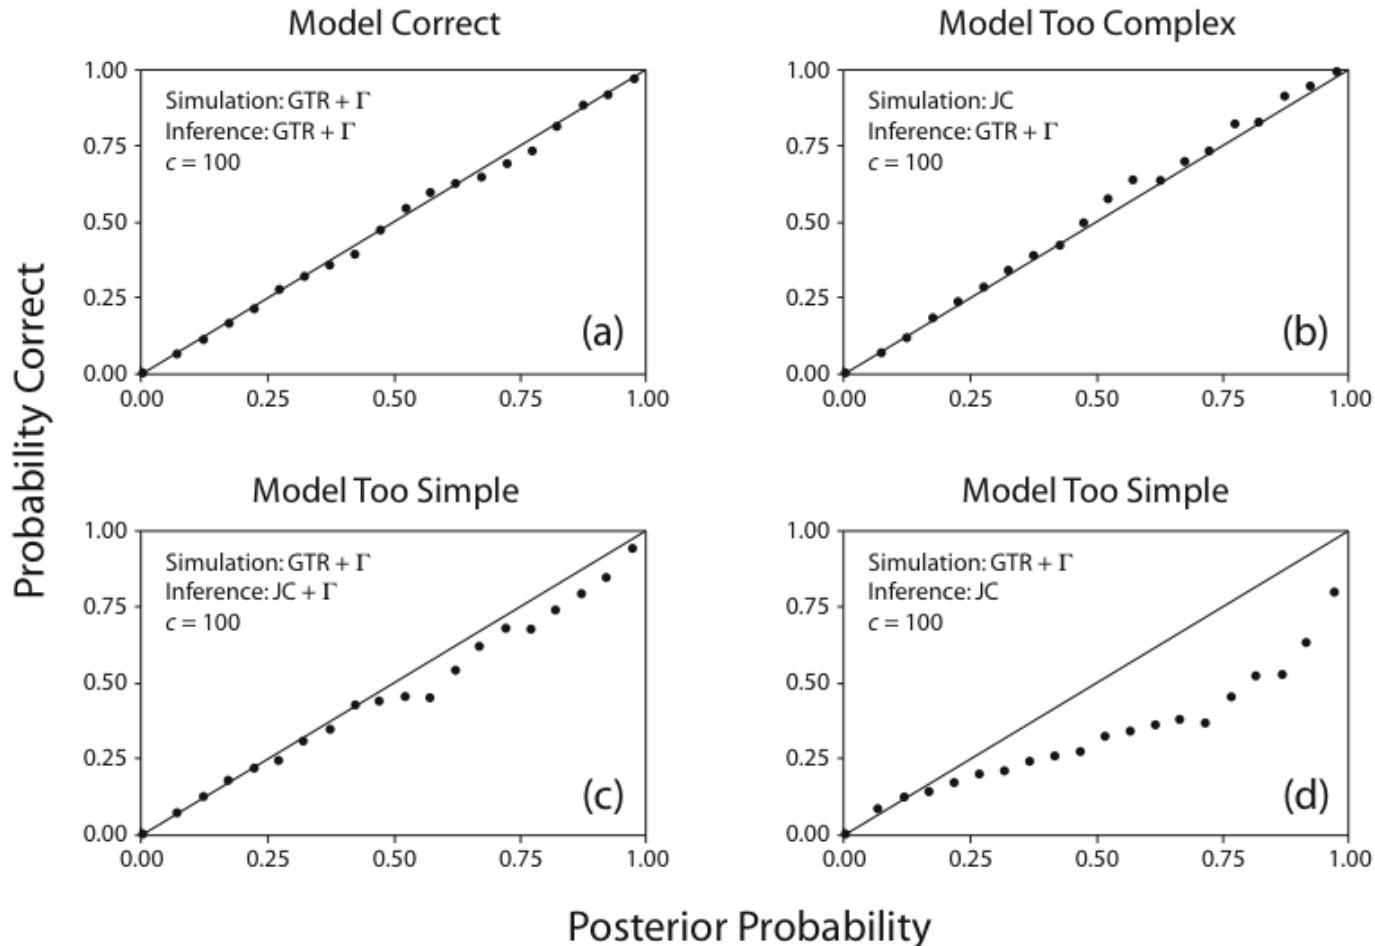 Model Correct
Model Too Complex
1.00
0.75
0.50
0.25
0.00
Simulation: GTR + Γ
Inference: GTR + Γ
c = 100
(a)
0.00 0.25 0.50 0.75 1.00
1.00
0.75
0.50
0.25
0.00
Simulation: JC
Inference: GTR + Γ
c = 100
(b)
0.00 0.25 0.50 0.75 1.00
Probability Correct
Model Too Simple
Model Too Simple
1.00
0.75
0.50
0.25
0.00
Simulation: GTR + Γ
Inference: JC + Γ
c = 100
(c)
0.00 0.25 0.50 0.75 1.00
1.00
0.75
0.50
0.25
0.00
Simulation: GTR + Γ
Inference: JC
c = 100
(d)
0.00 0.25 0.50 0.75 1.00
Posterior Probability